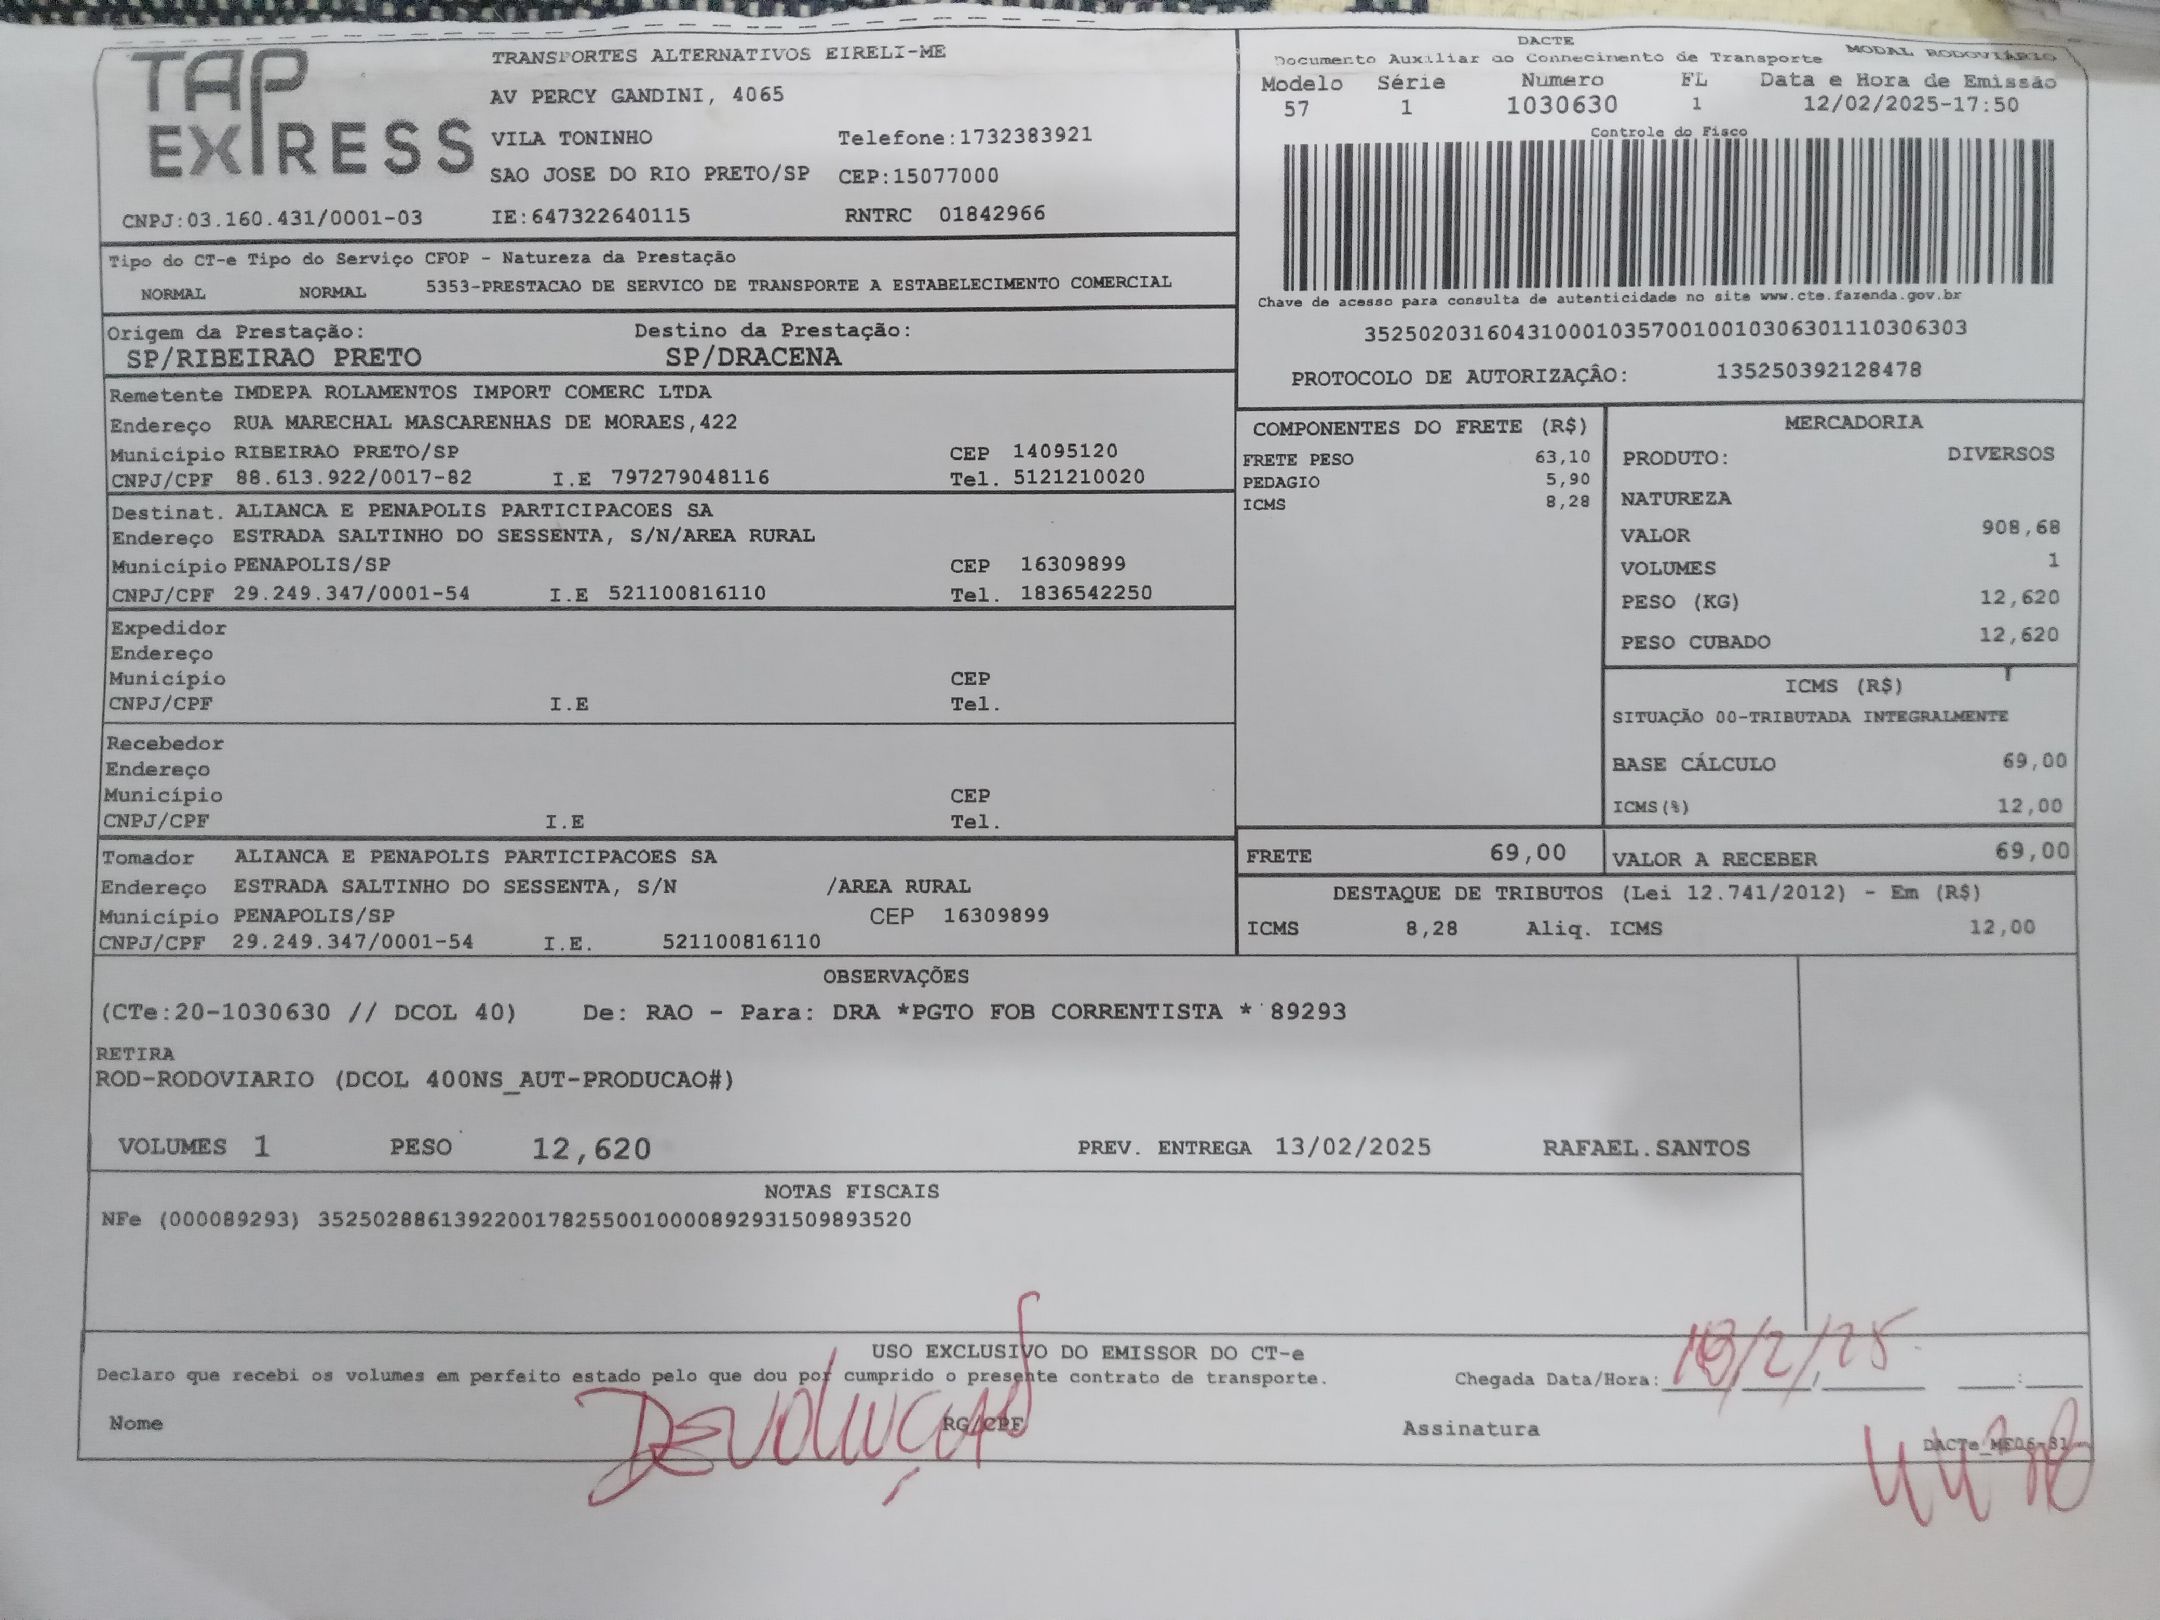 TAP EXPRESS
TRANSPORTES ALTERNATIVOS EIRELI-ME
AV PERCY GANDINI, 4065
VILA TONINHO Telefone:1732383921
SAO JOSE DO RIO PRETO/SP CEP:15077000
CNPJ:03.160.431/0001-03 IE:647322640115 RNTRC 01842966
DACTE
Documento Auxiliar ao Connecimento de Transporte MODAL RODOVIÁRIO
Modelo Série Numero FL Data e Hora de Emissão
57 1 1030630 1 12/02/2025-17:50
Controle do Fisco
Chave de acesso para consulta de autenticidade no site www.cte.fazenda.gov.br
35250203160431000103570010010306301110306303
PROTOCOLO DE AUTORIZAÇÂO: 135250392128478
Tipo do CT-e Tipo do Serviço CFOP - Natureza da Prestação
NORMAL NORMAL 5353-PRESTACAO DE SERVICO DE TRANSPORTE A ESTABELECIMENTO COMERCIAL
Origem da Prestação: Destino da Prestação:
SP/RIBEIRAO PRETO SP/DRACENA
Remetente IMDEPA ROLAMENTOS IMPORT COMERC LTDA
Endereço RUA MARECHAL MASCARENHAS DE MORAES,422
Município RIBEIRAO PRETO/SP CEP 14095120
CNPJ/CPF 88.613.922/0017-82 I.E 797279048116 Tel. 5121210020
Destinat. ALIANCA E PENAPOLIS PARTICIPACOES SA
Endereço ESTRADA SALTINHO DO SESSENTA, S/N/AREA RURAL
Município PENAPOLIS/SP CEP 16309899
CNPJ/CPF 29.249.347/0001-54 I.E 521100816110 Tel. 1836542250
Expedidor
Endereço
Município CEP
CNPJ/CPF I.E Tel.
Recebedor
Endereço
Município CEP
CNPJ/CPF I.E Tel.
Tomador ALIANCA E PENAPOLIS PARTICIPACOES SA
Endereço ESTRADA SALTINHO DO SESSENTA, S/N /AREA RURAL
Município PENAPOLIS/SP CEP 16309899
CNPJ/CPF 29.249.347/0001-54 I.E. 521100816110
COMPONENTES DO FRETE (R$)
FRETE PESO 63,10
PEDAGIO 5,90
ICMS 8,28
MERCADORIA
PRODUTO: DIVERSOS
NATUREZA
VALOR 908,68
VOLUMES 1
PESO (KG) 12,620
PESO CUBADO 12,620
ICMS (R$)
SITUAÇÃO 00-TRIBUTADA INTEGRALMENTE
BASE CÁLCULO 69,00
ICMS(%) 12,00
FRETE 69,00 VALOR A RECEBER 69,00
DESTAQUE DE TRIBUTOS (Lei 12.741/2012) - Em (R$)
ICMS 8,28 Aliq. ICMS 12,00
OBSERVAÇÕES
(CTe:20-1030630 // DCOL 40) De: RAO - Para: DRA *PGTO FOB CORRENTISTA * 89293
RETIRA
ROD-RODOVIARIO (DCOL 400NS_AUT-PRODUCAO#)
VOLUMES 1 PESO 12,620 PREV. ENTREGA 13/02/2025 RAFAEL.SANTOS
NOTAS FISCAIS
NFe (000089293) 35250288613922001782550010000892931509893520
USO EXCLUSIVO DO EMISSOR DO CT-e
Declaro que recebi os volumes em perfeito estado pelo que dou por cumprido o presente contrato de transporte. Chegada Data/Hora:
Nome RG/CPF Assinatura
DEVOLUÇÃO